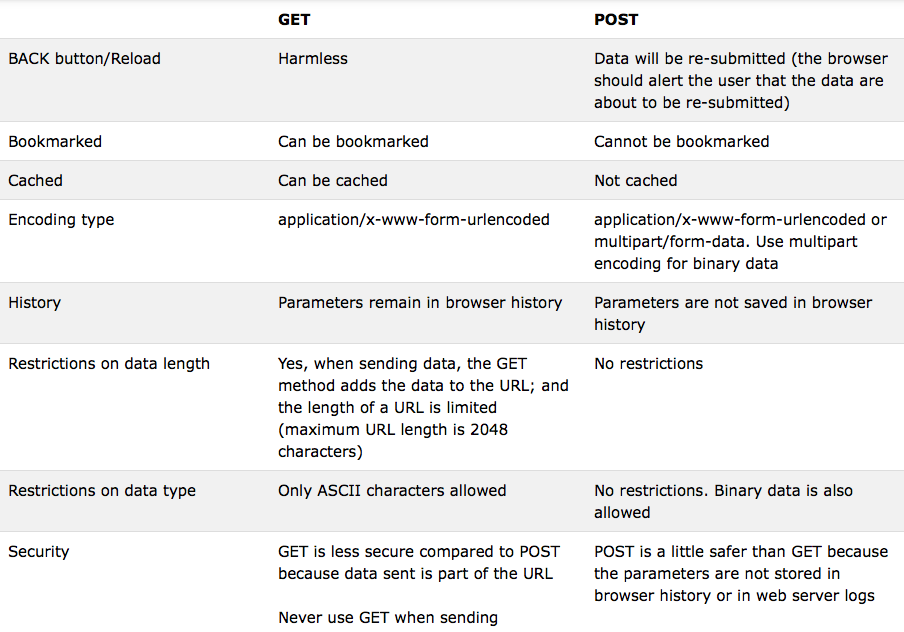 GET POST
BACK button/Reload Harmless Data will be re-submitted (the browser
should alert the user that the data are
about to be re-submitted)
Bookmarked Can be bookmarked Cannot be bookmarked
Cached Can be cached Not cached
Encoding type application/x-www-form-urlencoded application/x-www-form-urlencoded or
multipart/form-data. Use multipart
encoding for binary data
History Parameters remain in browser history Parameters are not saved in browser
history
Restrictions on data length Yes, when sending data, the GET No restrictions
method adds the data to the URL; and
the length of a URL is limited
(maximum URL length is 2048
characters)
Restrictions on data type Only ASCII characters allowed No restrictions. Binary data is also
allowed
Security GET is less secure compared to POST POST is a little safer than GET because
because data sent is part of the URL the parameters are not stored in
browser history or in web server logs
Never use GET when sending